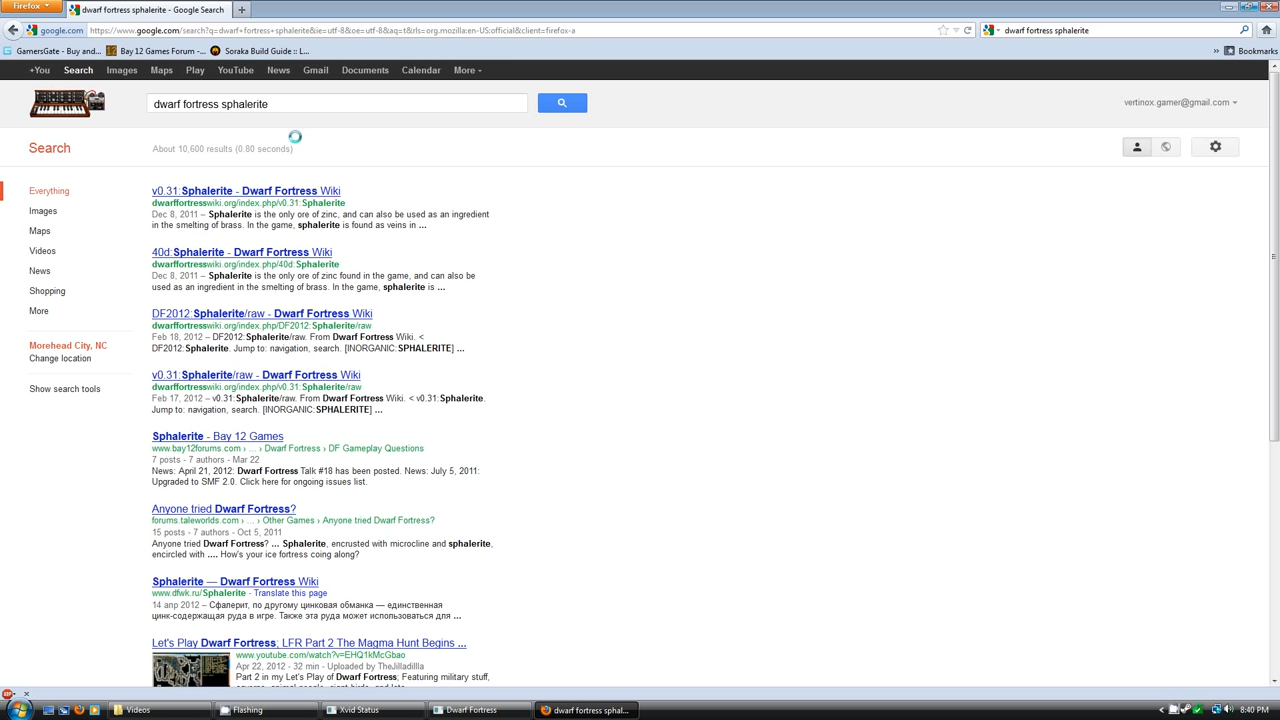 Firefox
dwarf fortress sphalerite - Google Search
google.com
https://www.google.com/search?q=dwarf+fortress+sphalerite&ie=utf-8&oe=utf-8&aq=t&rls=org.mozilla:en-US:official&client=firefox-a
dwarf fortress sphalerite
GamersGate - Buy and...
Bay 12 Games Forum -...
Soraka Build Guide :: L...
Bookmarks
+You Search Images Maps Play YouTube News Gmail Documents Calendar More
dwarf fortress sphalerite
vertinox.gamer@gmail.com
Search
About 10,600 results (0.80 seconds)
Everything
Images
Maps
Videos
News
Shopping
More
Morehead City, NC
Change location
Show search tools
v0.31:Sphalerite - Dwarf Fortress Wiki
dwarffortresswiki.org/index.php/v0.31:Sphalerite
Dec 8, 2011 – Sphalerite is the only ore of zinc, and can also be used as an ingredient
in the smelting of brass. In the game, sphalerite is found as veins in ...
40d:Sphalerite - Dwarf Fortress Wiki
dwarffortresswiki.org/index.php/40d:Sphalerite
Dec 8, 2011 – Sphalerite is the only ore of zinc found in the game, and can also be
used as an ingredient in the smelting of brass. In the game, sphalerite is ...
DF2012:Sphalerite/raw - Dwarf Fortress Wiki
dwarffortresswiki.org/index.php/DF2012:Sphalerite/raw
Feb 18, 2012 – DF2012:Sphalerite/raw. From Dwarf Fortress Wiki. <
DF2012:Sphalerite. Jump to: navigation, search. [INORGANIC:SPHALERITE] ...
v0.31:Sphalerite/raw - Dwarf Fortress Wiki
dwarffortresswiki.org/index.php/v0.31:Sphalerite/raw
Feb 17, 2012 – v0.31:Sphalerite/raw. From Dwarf Fortress Wiki. < v0.31:Sphalerite.
Jump to: navigation, search. [INORGANIC:SPHALERITE] ...
Sphalerite - Bay 12 Games
www.bay12forums.com › ... › Dwarf Fortress › DF Gameplay Questions
7 posts - 7 authors - Mar 22
News: April 21, 2012: Dwarf Fortress Talk #18 has been posted. News: July 5, 2011:
Upgraded to SMF 2.0. Click here for ongoing issues list.
Anyone tried Dwarf Fortress?
forums.taleworlds.com › ... › Other Games › Anyone tried Dwarf Fortress?
15 posts - 7 authors - Oct 5, 2011
Anyone tried Dwarf Fortress? ... Sphalerite, encrusted with microcline and sphalerite,
encircled with .... How's your ice fortress coming along?
Sphalerite — Dwarf Fortress Wiki
www.dfwk.ru/Sphalerite - Translate this page
14 апр 2012 – Сфалерит, по другому цинковая обманка — единственная
цинк-содержащая руда в игре. Также эта руда может использоваться для ...
Let's Play Dwarf Fortress; LFR Part 2 The Magma Hunt Begins ...
www.youtube.com/watch?v=EHQ1kMcGbao
Apr 22, 2012 - 32 min - Uploaded by TheJilladillla
Part 2 in my Let's Play of Dwarf Fortress; Featuring military stuff,
Videos
Flashing
Xvid Status
Dwarf Fortress
dwarf fortress sphal...
8:40 PM